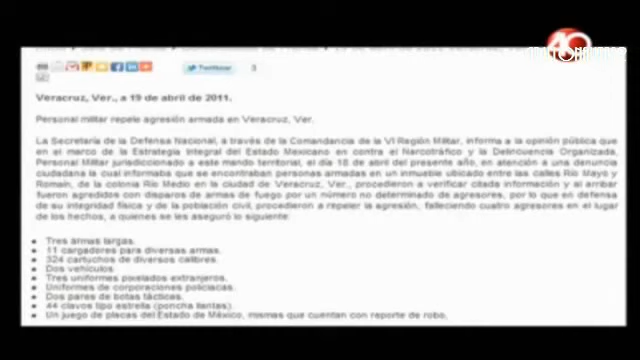 40
Twittear 3
Veracruz, Ver., a 19 de abril de 2011.
Personal militar repele agresión armada en Veracruz, Ver.
La Secretaría de la Defensa Nacional, a través de la Comandancia de la VI Región Militar, informa a la opinión pública que
en el marco de la Estrategia Integral del Estado Mexicano en contra el Narcotráfico y la Delincuencia Organizada,
Personal Militar jurisdiccionado a este mando territorial, el día 18 de abril del presente año, en atención a una denuncia
ciudadana la cual informaba que se encontraban personas armadas en un inmueble ubicado entre las calles Río Mayo y
Romain, de la colonia Río Medio en la ciudad de Veracruz, Ver., procedieron a verificar citada información y al arribar
fueron agredidos con disparos de armas de fuego por un número no determinado de agresores, por lo que en defensa
de su integridad física y de la población civil, procedieron a repeler la agresión, falleciendo cuatro agresores en el lugar
de los hechos, a quienes se les aseguró lo siguiente:
Tres armas largas.
11 cargadores para diversas armas.
324 cartuchos de diversos calibres.
Dos vehículos
Tres uniformes pixelados extranjeros.
Uniformes de corporaciones policiacas.
Dos pares de botas tácticas.
44 clavos tipo estrella (poncha llantas).
Un juego de placas del Estado de México, mismas que cuentan con reporte de robo.